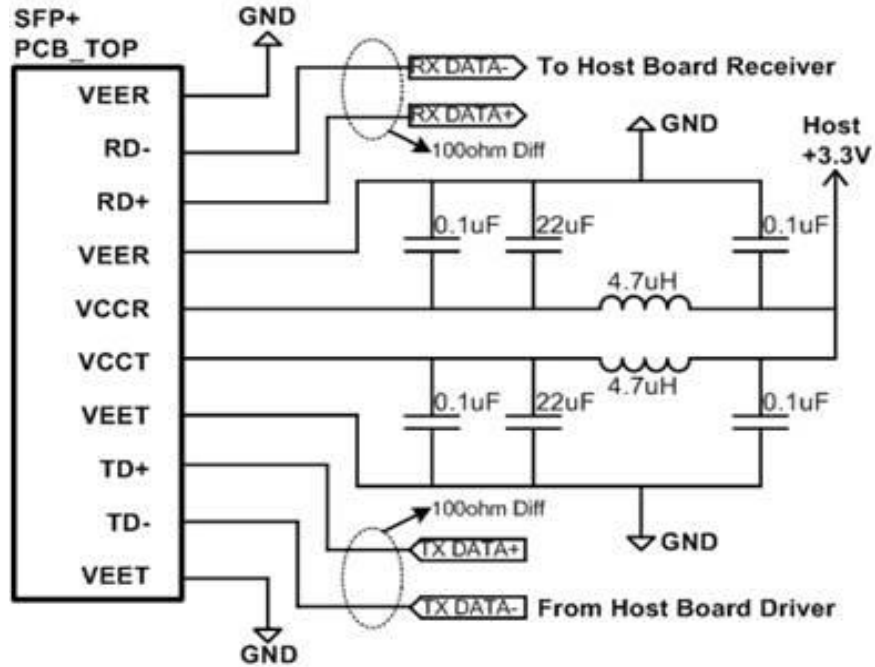 SFP+
PCB_TOP
GND
VEER
RD-
RD+
VEER
VCCR
VCCT
VEET
TD+
TD-
VEET
RX DATA- To Host Board Receiver
RX DATA+
100ohm Diff
GND
Host
+3.3V
0.1uF 22uF 0.1uF
4.7uH
4.7uH
0.1uF 22uF 0.1uF
100ohm Diff
GND
TX DATA+
TX DATA- From Host Board Driver
GND